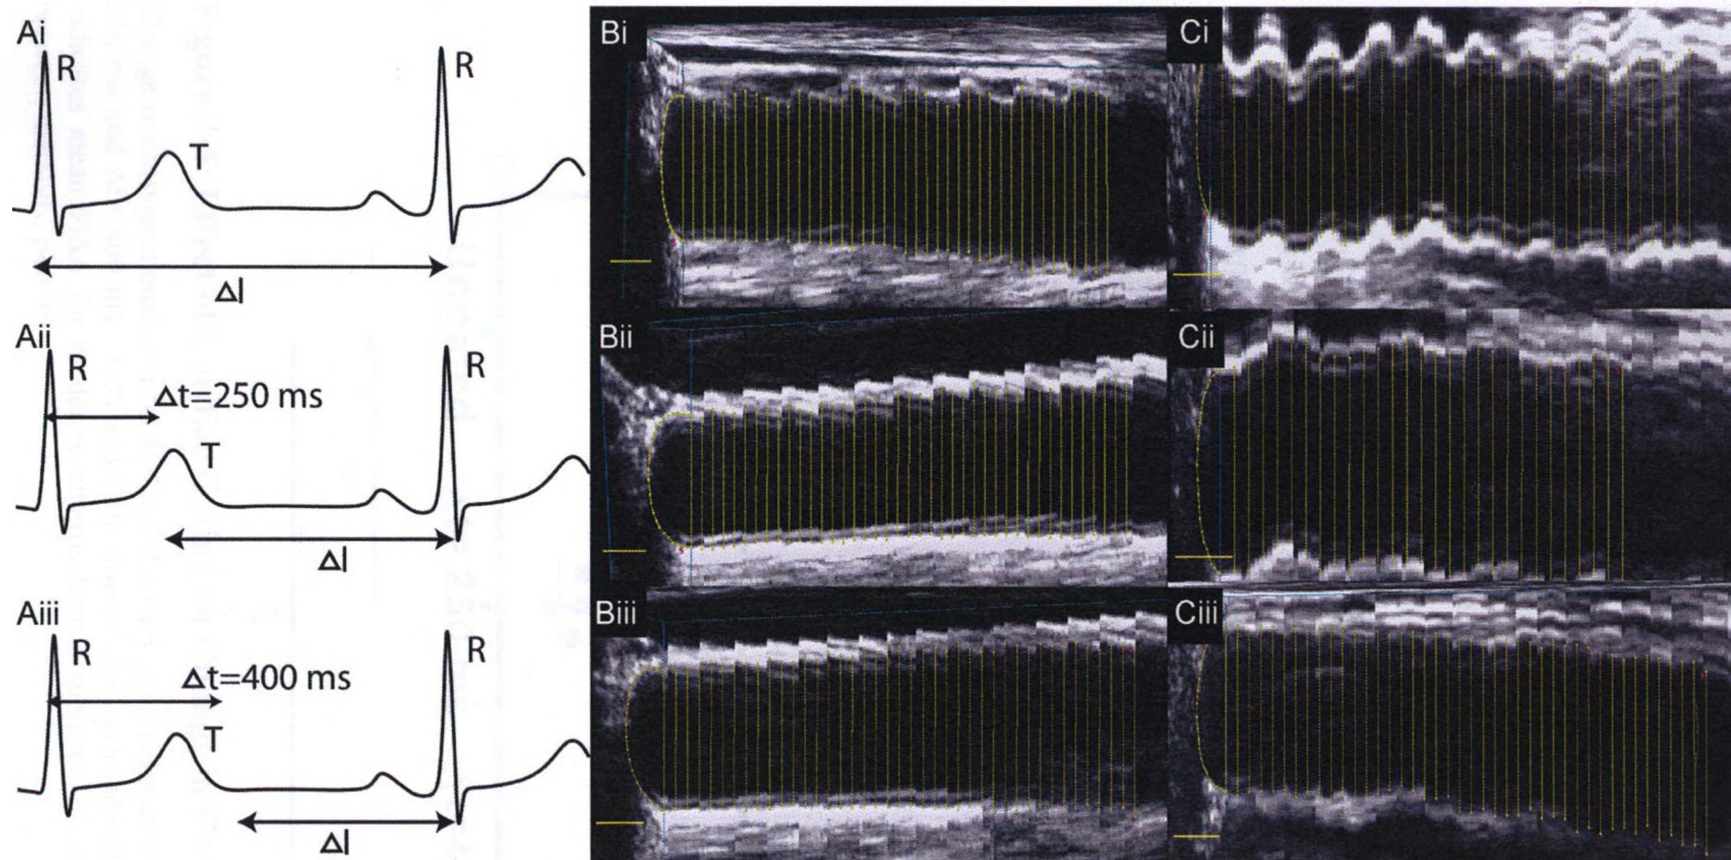 Ai
R
R
T
Δl
Aii
R
R
Δt=250 ms
T
Δl
Aiii
R
R
Δt=400 ms
T
Δl
Bi
Ci
Bii
Cii
Biii
Ciii